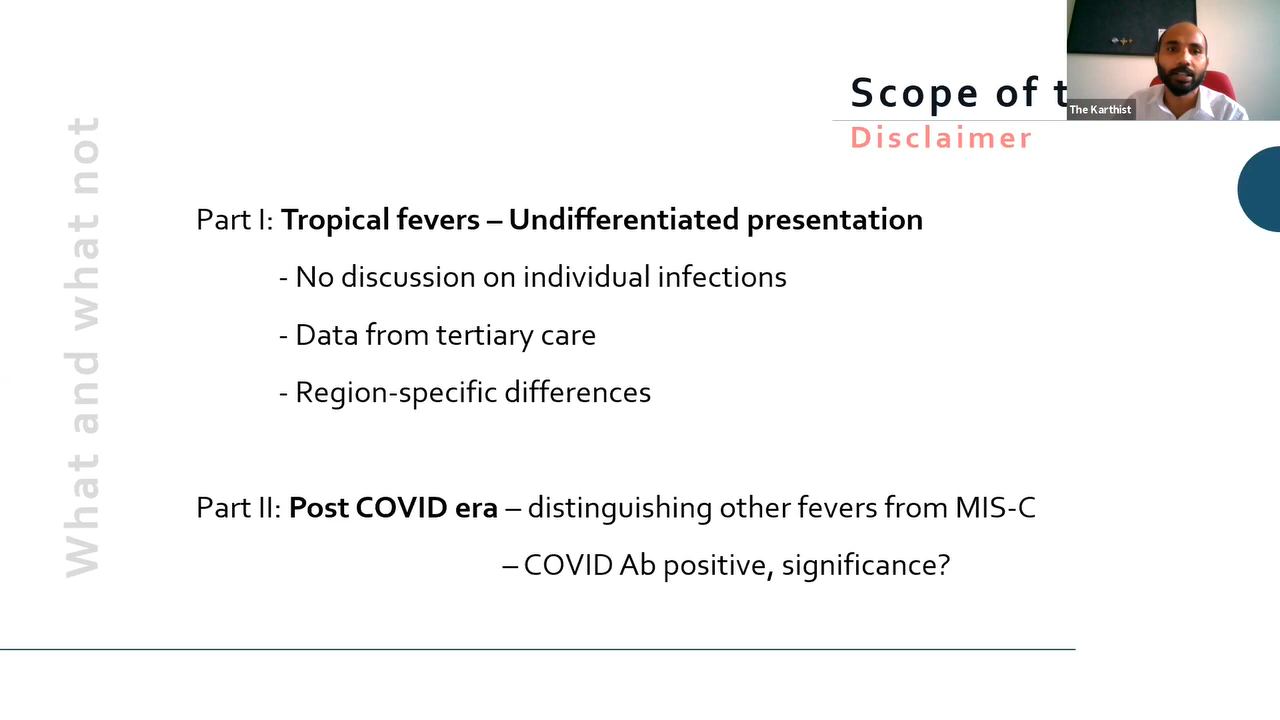 Scope of t
The Karthist
Disclaimer
What and what not
Part I: Tropical fevers – Undifferentiated presentation
- No discussion on individual infections
- Data from tertiary care
- Region-specific differences
Part II: Post COVID era – distinguishing other fevers from MIS-C
– COVID Ab positive, significance?